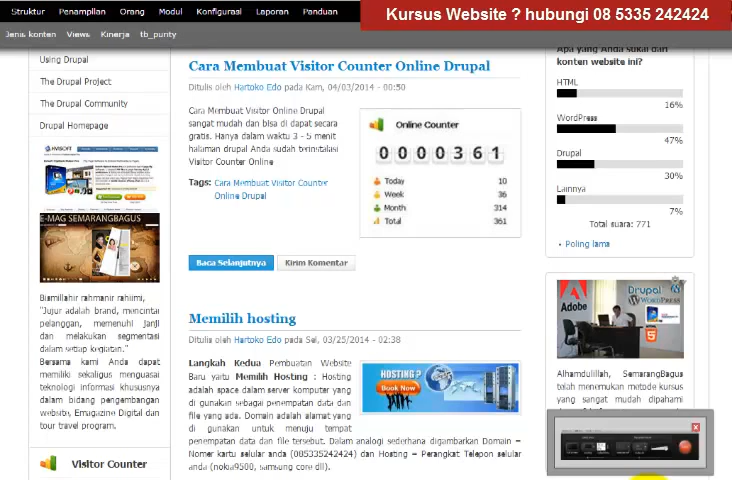 Struktur Penampilan Orang Modul Konfigurasi Laporan Panduan
Kursus Website ? hubungi 08 5335 242424
Jenis konten Views Kinerja tb_purity
Using Drupal
The Drupal Project
The Drupal Community
Drupal Homepage
E-MAG SEMARANGBAGUS
Bismillahir rahmanir rahiimi,
"Jujur adalah brand, mencintai
pelanggan, memenuhi janji
dan melakukan segmentasi
dalam setiap kegiatan."
Bersama kami Anda dapat
memiliki sekaligus menguasai
teknologi informasi khususnya
dalam bidang pengembangan
website, Emagazine Digital dan
tour travel program.
Visitor Counter
Cara Membuat Visitor Counter Online Drupal
Ditulis oleh Hartoko Edo pada Kam, 04/03/2014 - 00:50
Cara Membuat Visitor Online Drupal
sangat mudah dan bisa di dapat secara
gratis. Hanya dalam waktu 3 - 5 menit
halaman drupal Anda sudah terinstalasi
Visitor Counter Online
Tags: Cara Membuat Visitor Counter
Online Drupal
Online Counter
0000361
Today 10
Week 36
Month 314
Total 361
Baca Selanjutnya Kirim Komentar
Memilih hosting
Ditulis oleh Hartoko Edo pada Sel, 03/25/2014 - 02:38
Langkah Kedua Pembuatan Website
Baru yaitu Memilih Hosting : Hosting
adalah space dalam server komputer yang
di gunakan sebagai penempatan data dan
file yang ada. Domain adalah alamat yang
di gunakan untuk menuju tempat
penempatan data dan file tersebut. Dalam analogi sederhana digambarkan Domain =
Nomer kartu selular anda (085335242424) dan Hosting = Perangkat Telepon selular
anda (nokia9500, samsung core dll).
HOSTING ?
Book Now
Apa yang Anda sukai dari
konten website ini?
HTML
16%
WordPress
47%
Drupal
30%
Lainnya
7%
Total suara: 771
Poling lama
Adobe
Drupal
WORDPRESS
Alhamdulillah, SemarangBagus
telah menemukan metode kursus
yang sangat mudah dipahami